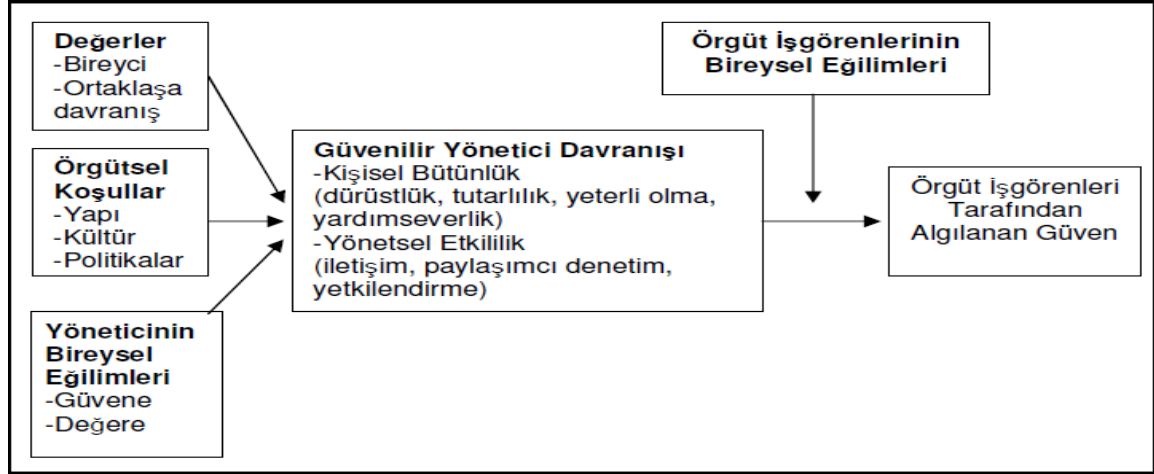 Değerler
-Bireyci
-Ortaklaşa
davranış
Örgütsel
Koşullar
-Yapı
-Kültür
-Politikalar
Yöneticinin
Bireysel
Eğilimleri
-Güvene
-Değere
Güvenilir Yönetici Davranışı
-Kişisel Bütünlük
(dürüstlük, tutarlılık, yeterli olma,
yardımseverlik)
-Yönetsel Etkililik
(iletişim, paylaşımcı denetim,
yetkilendirme)
Örgüt İşgörenlerinin
Bireysel Eğilimleri
Örgüt İşgörenleri
Tarafından
Algılanan Güven